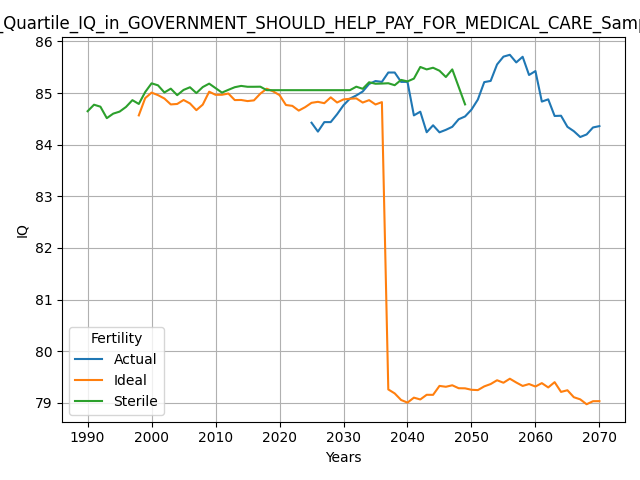 _Quartile_IQ_in_GOVERNMENT_SHOULD_HELP_PAY_FOR_MEDICAL_CARE_Sam
86
85
84
83
82
81
80
79
IQ
Fertility
Actual
Ideal
Sterile
1990 2000 2010 2020 2030 2040 2050 2060 2070
Years